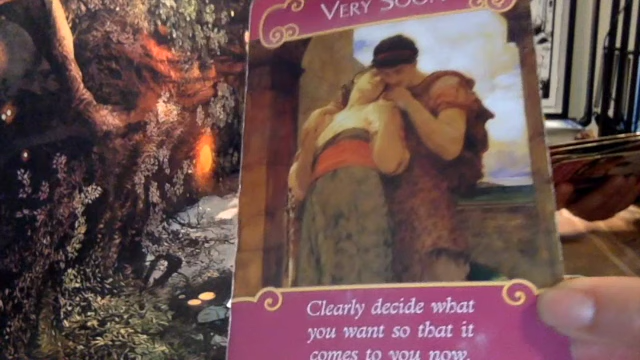 VERY SOON
Clearly decide what
you want so that it
comes to you now.